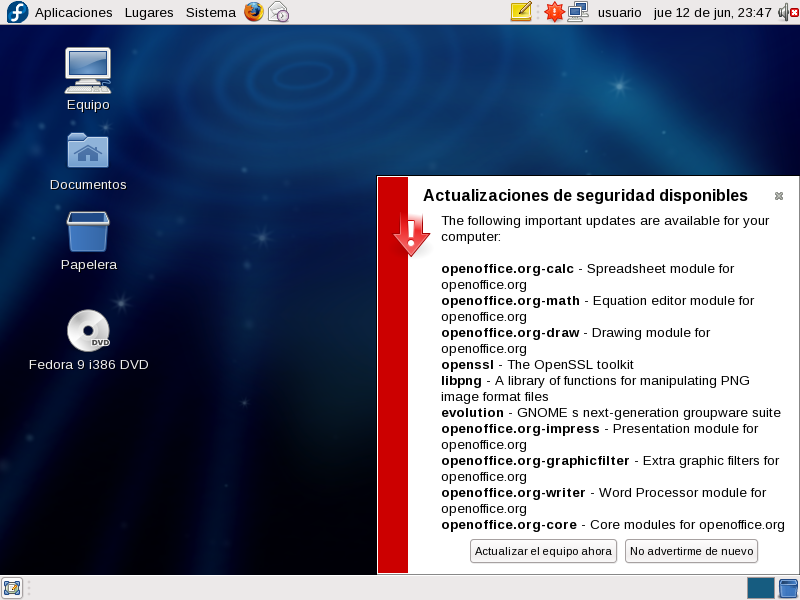 Aplicaciones Lugares Sistema usuario jue 12 de jun, 23:47
Equipo
Documentos
Papelera
DVD
Fedora 9 i386 DVD
Actualizaciones de seguridad disponibles
The following important updates are available for your
computer:
openoffice.org-calc - Spreadsheet module for
openoffice.org
openoffice.org-math - Equation editor module for
openoffice.org
openoffice.org-draw - Drawing module for
openoffice.org
openssl - The OpenSSL toolkit
libpng - A library of functions for manipulating PNG
image format files
evolution - GNOME s next-generation groupware suite
openoffice.org-impress - Presentation module for
openoffice.org
openoffice.org-graphicfilter - Extra graphic filters for
openoffice.org
openoffice.org-writer - Word Processor module for
openoffice.org
openoffice.org-core - Core modules for openoffice.org
Actualizar el equipo ahora No advertirme de nuevo